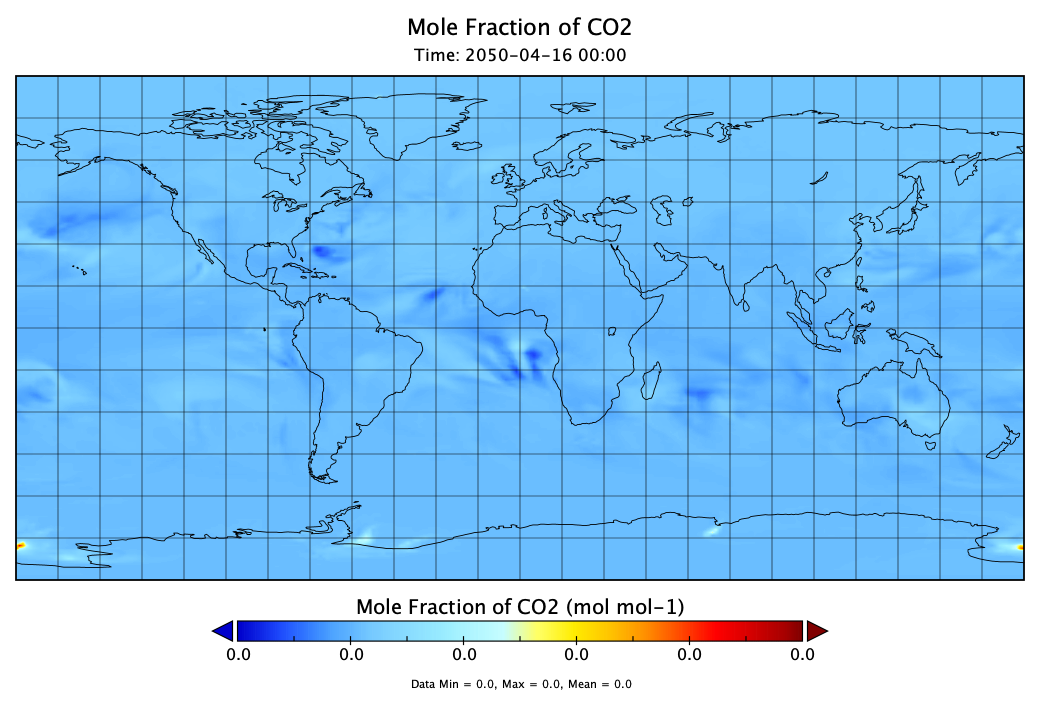 Mole Fraction of CO2
Time: 2050-04-16 00:00
Mole Fraction of CO2 (mol mol-1)
0.0 0.0 0.0 0.0 0.0 0.0
Data Min = 0.0, Max = 0.0, Mean = 0.0